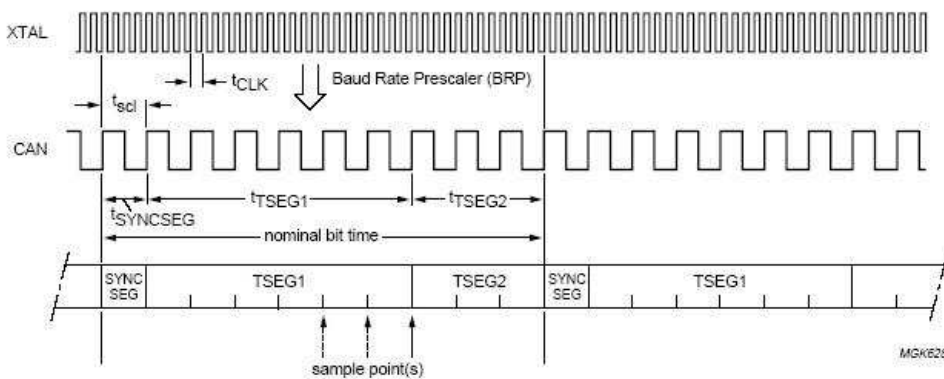 XTAL
tCLK
Baud Rate Prescaler (BRP)
tscl
CAN
tSYNCSEG
tTSEG1
tTSEG2
nominal bit time
SYNC SEG
TSEG1
TSEG2
SYNC SEG
TSEG1
sample point(s)
MGK628